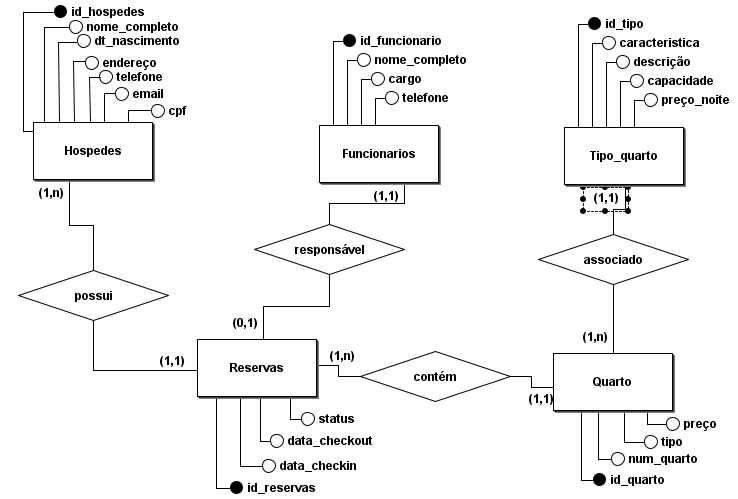 id_hospedes
nome_completo
dt_nascimento
endereço
telefone
email
cpf
Hospedes
(1,n)
id_funcionario
nome_completo
cargo
telefone
Funcionarios
(1,1)
id_tipo
caracteristica
descrição
capacidade
preço_noite
Tipo_quarto
(1,1)
possui
responsável
associado
(0,1)
(1,n)
(1,1)
Reservas
(1,n)
contém
(1,1)
Quarto
status
data_checkout
data_checkin
id_reservas
preço
tipo
num_quarto
id_quarto